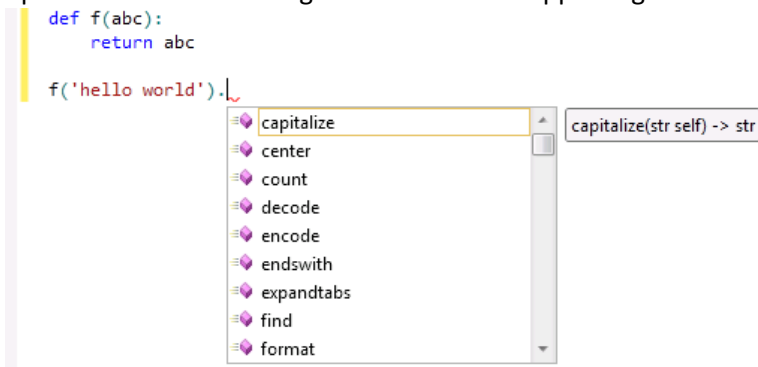 def f(abc):
return abc
f('hello world').
capitalize
capitalize(str self) -> str
center
count
decode
encode
endswith
expandtabs
find
format